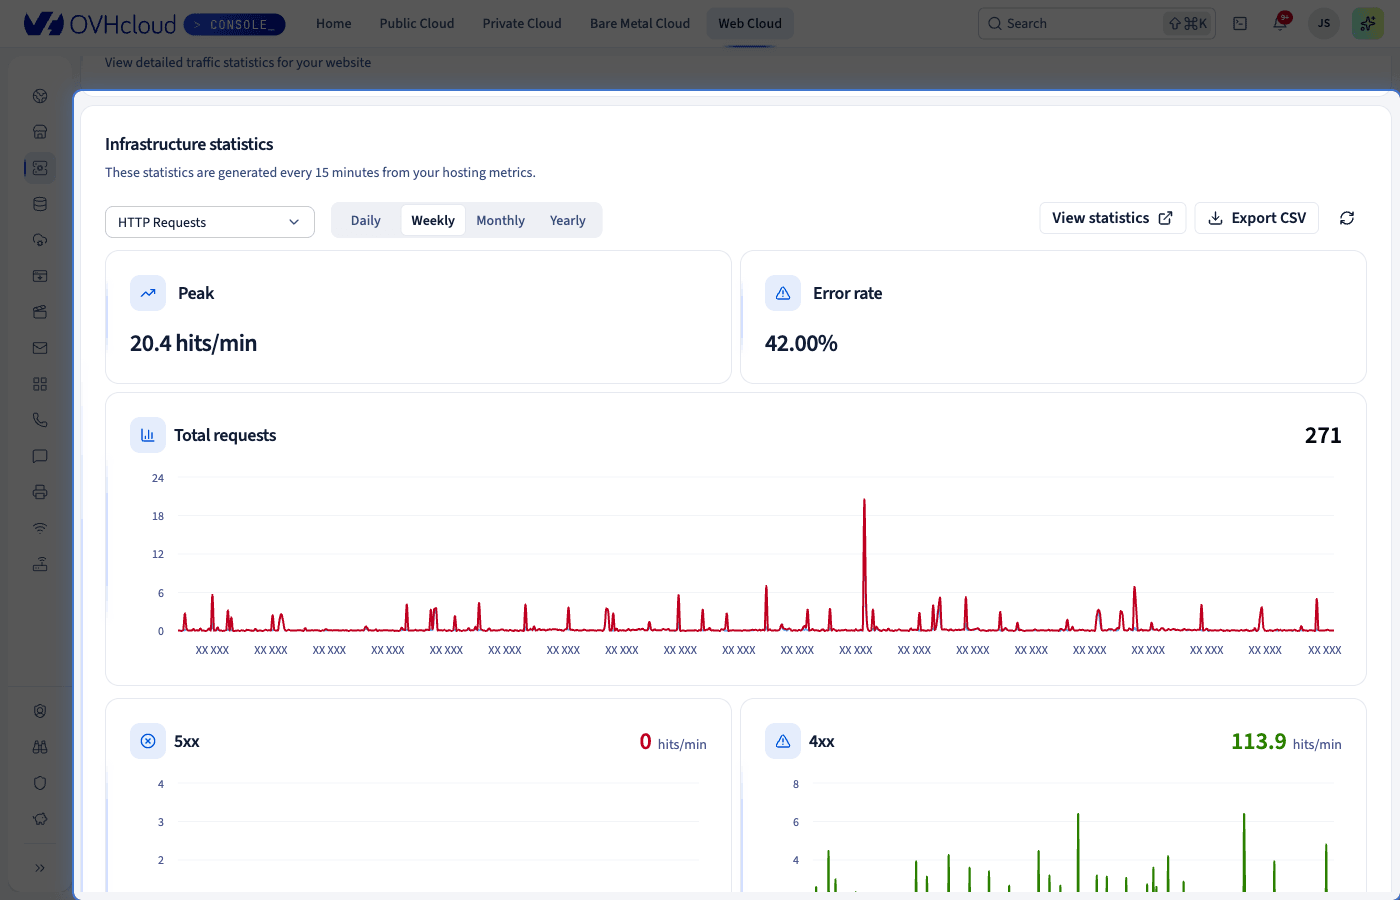 OVHcloud > CONSOLE_ Home Public Cloud Private Cloud Bare Metal Cloud Web Cloud Search ⇧⌘K 9+ JS
View detailed traffic statistics for your website
Infrastructure statistics
These statistics are generated every 15 minutes from your hosting metrics.
HTTP Requests Daily Weekly Monthly Yearly View statistics Export CSV
Peak
20.4 hits/min
Error rate
42.00%
Total requests 271
24
18
12
6
0
XX XXX XX XXX XX XXX XX XXX XX XXX XX XXX XX XXX XX XXX XX XXX XX XXX XX XXX XX XXX XX XXX XX XXX XX XXX XX XXX XX XXX XX XXX XX XXX XX XXX
5xx 0 hits/min
4
3
2
4xx 113.9 hits/min
8
6
4